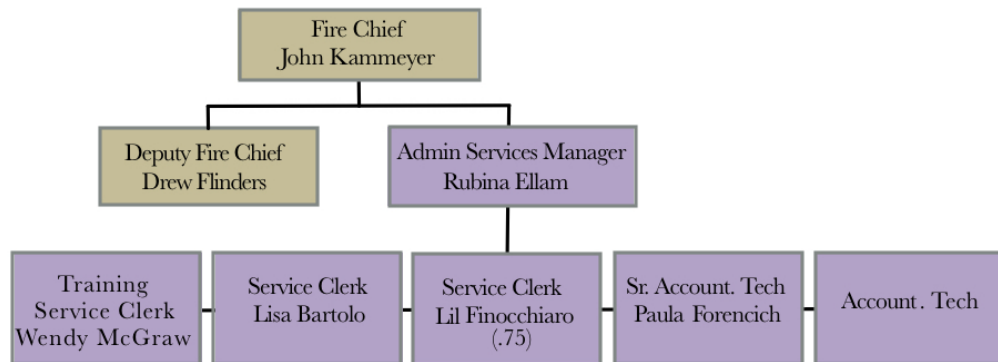 Fire Chief
John Kammeyer
Deputy Fire Chief
Drew Flinders
Admin Services Manager
Rubina Ellam
Training
Service Clerk
Wendy McGraw
Service Clerk
Lisa Bartolo
Service Clerk
Lil Finocchiaro
(.75)
Sr. Account. Tech
Paula Forencich
Account. Tech